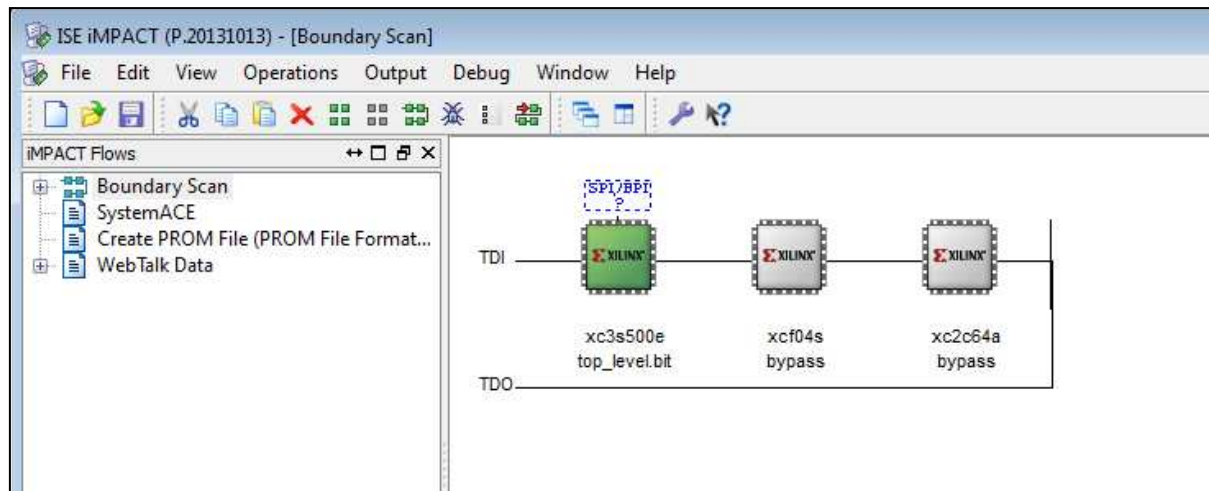 ISE iMPACT (P.20131013) - [Boundary Scan]
File Edit View Operations Output Debug Window Help
iMPACT Flows
Boundary Scan
SystemACE
Create PROM File (PROM File Format...
WebTalk Data
SPI/BPI
?
TDI
XILINX
XILINX
XILINX
xc3s500e
xcf04s
xc2c64a
top_level.bit
bypass
bypass
TDO